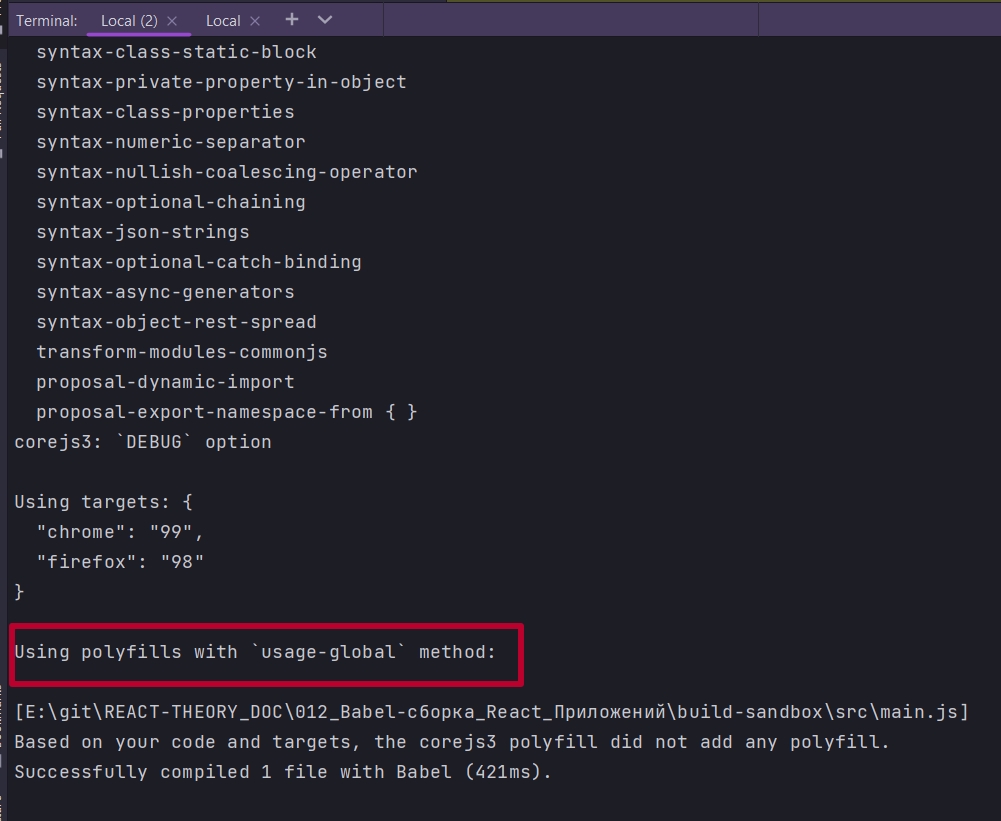 Terminal: Local (2) × Local × +
syntax-class-static-block
syntax-private-property-in-object
syntax-class-properties
syntax-numeric-separator
syntax-nullish-coalescing-operator
syntax-optional-chaining
syntax-json-strings
syntax-optional-catch-binding
syntax-async-generators
syntax-object-rest-spread
transform-modules-commonjs
proposal-dynamic-import
proposal-export-namespace-from { }
corejs3: `DEBUG` option
Using targets: {
"chrome": "99",
"firefox": "98"
}
Using polyfills with `usage-global` method:
[E:\git\REACT-THEORY_DOC\012_Babel-сборка_React_Приложений\build-sandbox\src\main.js]
Based on your code and targets, the corejs3 polyfill did not add any polyfill.
Successfully compiled 1 file with Babel (421ms).